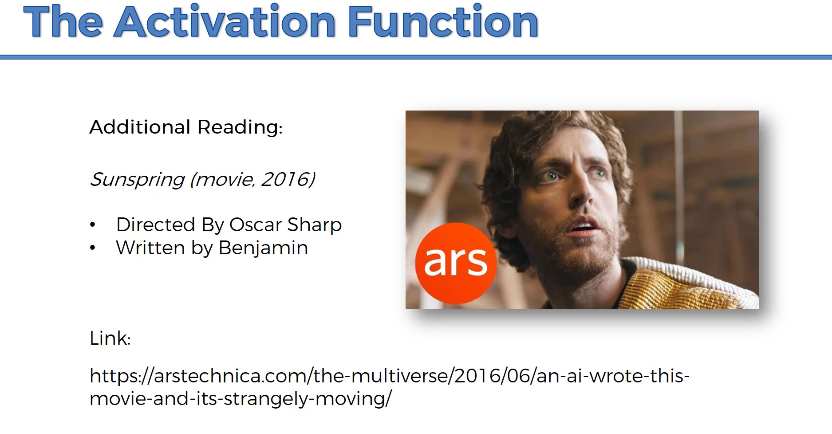 The Activation Function
Additional Reading:
Sunspring (movie, 2016)
• Directed By Oscar Sharp
• Written by Benjamin
ars
Link:
https://arstechnica.com/the-multiverse/2016/06/an-ai-wrote-this-
movie-and-its-strangely-moving/